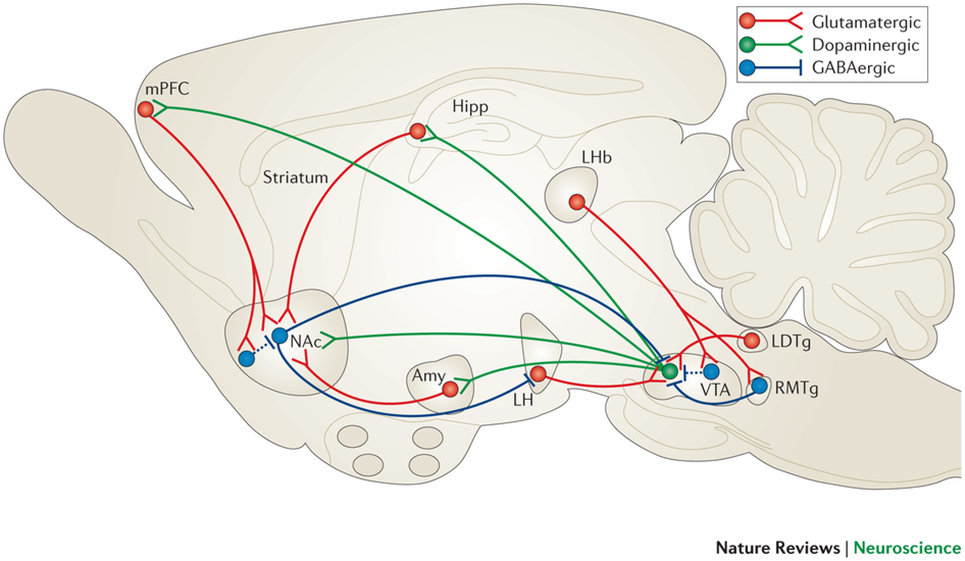 Glutamatergic
Dopaminergic
GABAergic
mPFC
Hipp
LHb
Striatum
NAc
LDTg
Amy
LH
VTA
RMTg
Nature Reviews | Neuroscience